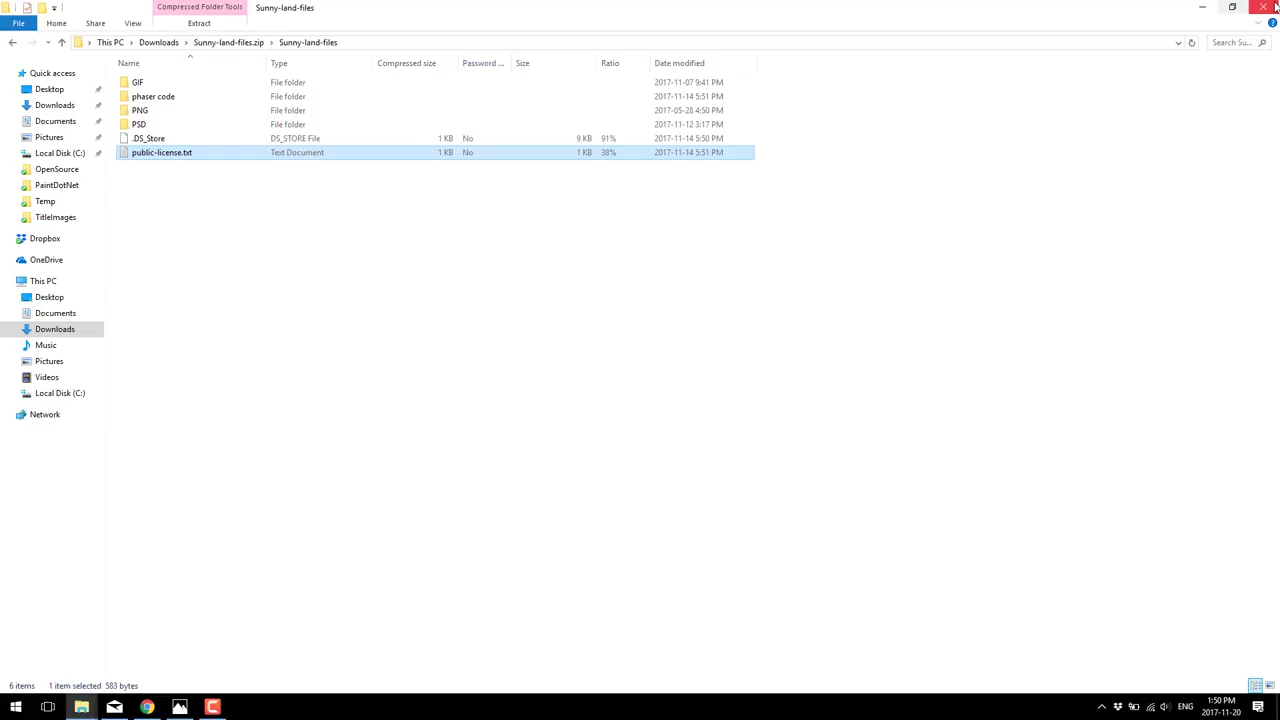 Compressed Folder Tools
Sunny-land-files
File
Home
Share
View
Extract
This PC > Downloads > Sunny-land-files.zip > Sunny-land-files
Search Su...
Name
Type
Compressed size
Password ...
Size
Ratio
Date modified
GIF File folder 2017-11-07 9:41 PM
phaser code File folder 2017-11-14 5:51 PM
PNG File folder 2017-05-28 4:50 PM
PSD File folder 2017-11-12 3:17 PM
.DS_Store DS_STORE File 1 KB No 9 KB 91% 2017-11-14 5:50 PM
public-license.txt Text Document 1 KB No 1 KB 38% 2017-11-14 5:51 PM
Quick access
Desktop
Downloads
Documents
Pictures
Local Disk (C:)
OpenSource
PaintDotNet
Temp
TitleImages
Dropbox
OneDrive
This PC
Desktop
Documents
Downloads
Music
Pictures
Videos
Local Disk (C:)
Network
6 items 1 item selected 583 bytes
ENG
1:50 PM
2017-11-20